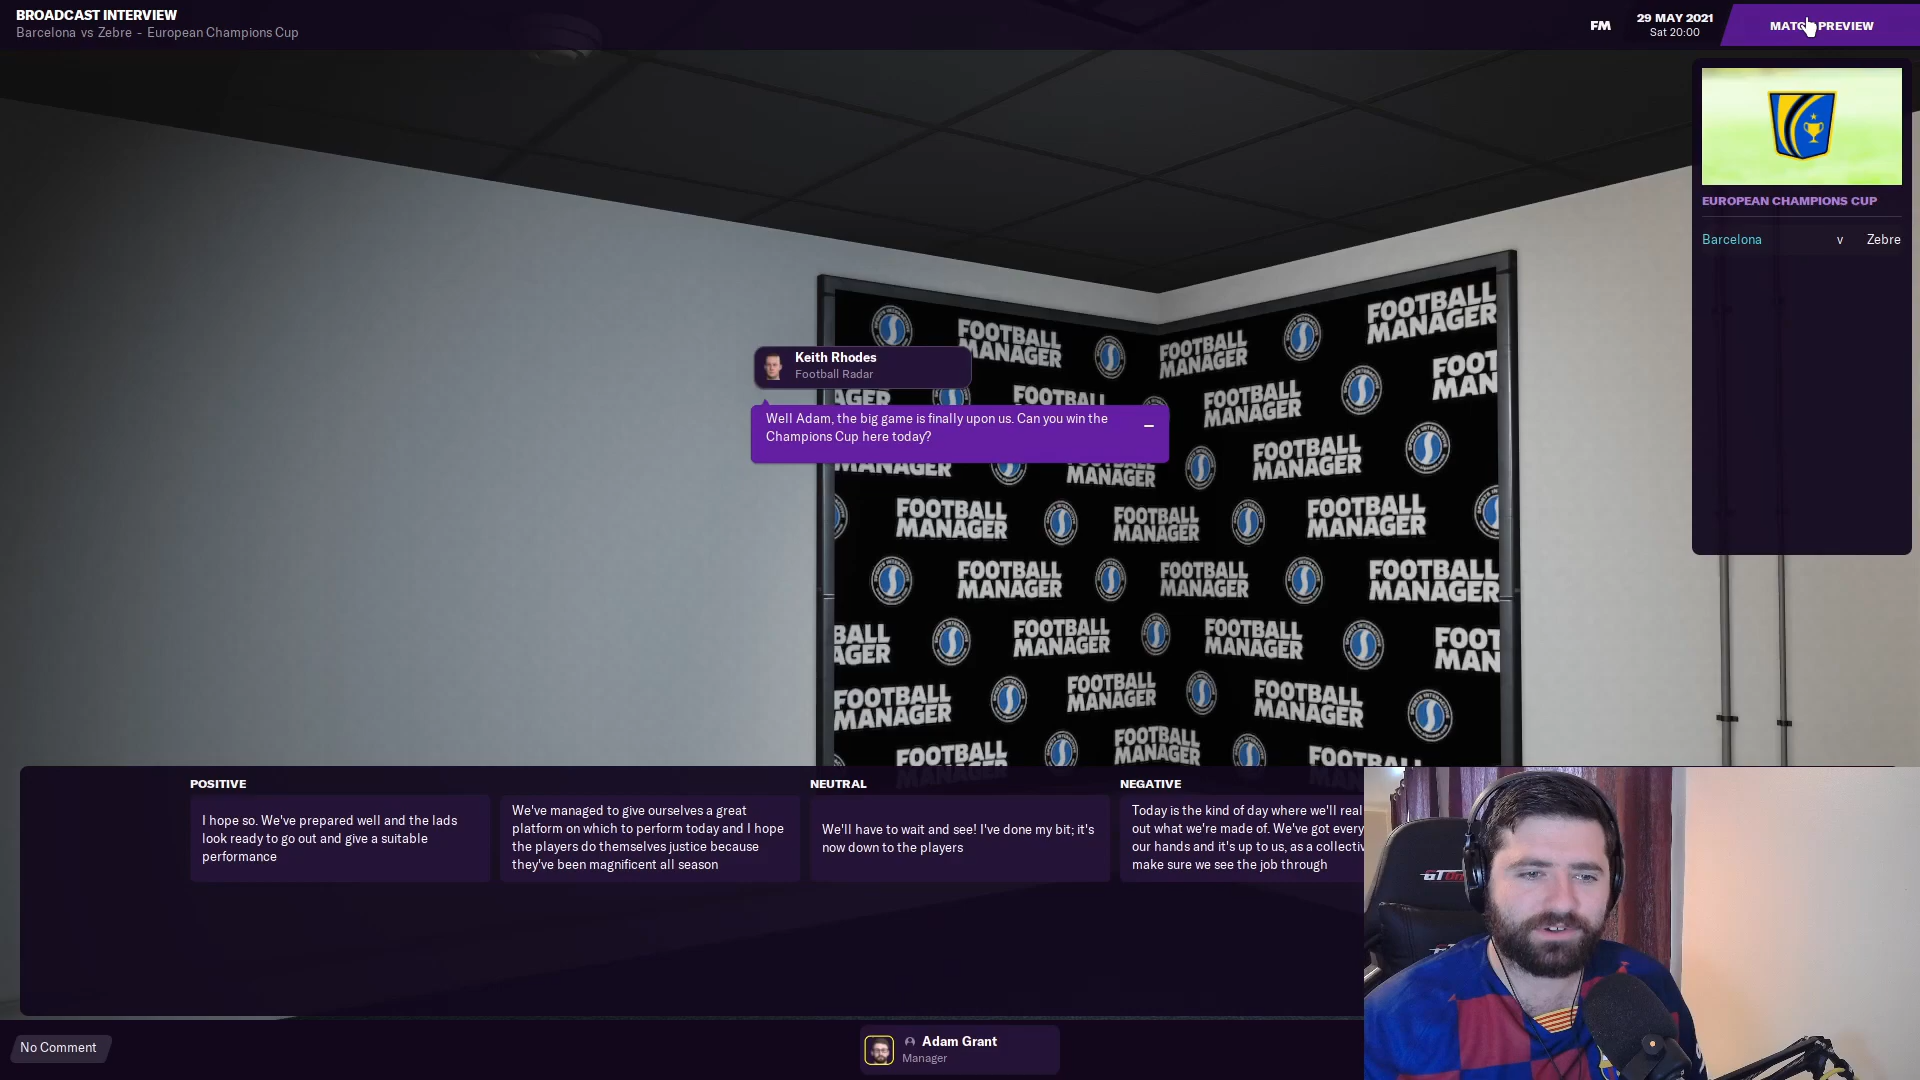 BROADCAST INTERVIEW
Barcelona vs Zebre - European Champions Cup
FM
29 MAY 2021
Sat 20:00
MATCH PREVIEW
EUROPEAN CHAMPIONS CUP
Barcelona v Zebre
Keith Rhodes
Football Radar
Well Adam, the big game is finally upon us. Can you win the
Champions Cup here today?
FOOTBALL
MANAGER
POSITIVE
I hope so. We've prepared well and the lads
look ready to go out and give a suitable
performance
We've managed to give ourselves a great
platform on which to perform today and I hope
the players do themselves justice because
they've been magnificent all season
NEUTRAL
We'll have to wait and see! I've done my bit; it's
now down to the players
NEGATIVE
Today is the kind of day where we'll real
out what we're made of. We've got every
our hands and it's up to us, as a collectiv
make sure we see the job through
No Comment
Adam Grant
Manager